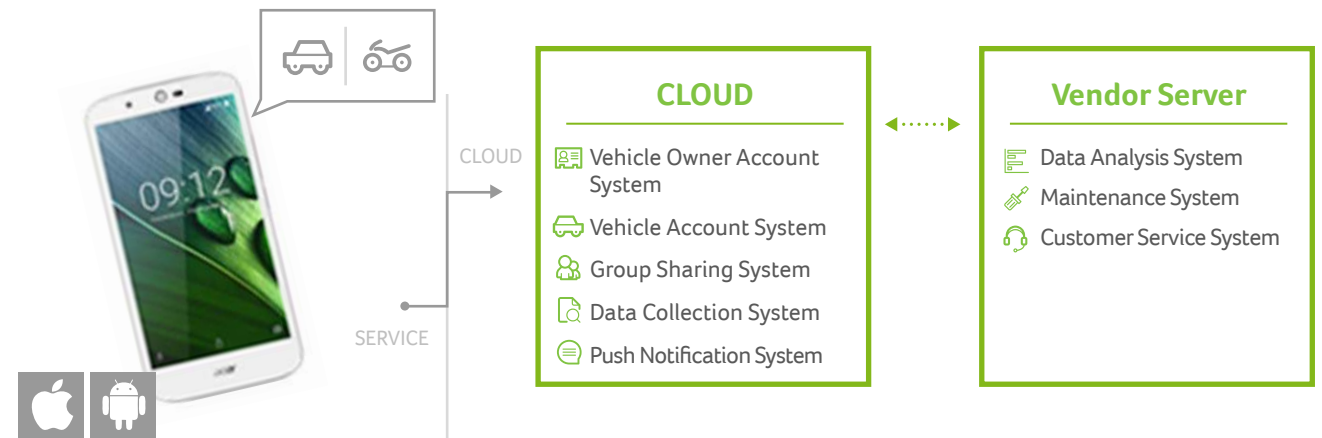 09:12
acer
CLOUD
SERVICE
CLOUD
Vehicle Owner Account
System
Vehicle Account System
Group Sharing System
Data Collection System
Push Notification System
Vendor Server
Data Analysis System
Maintenance System
Customer Service System